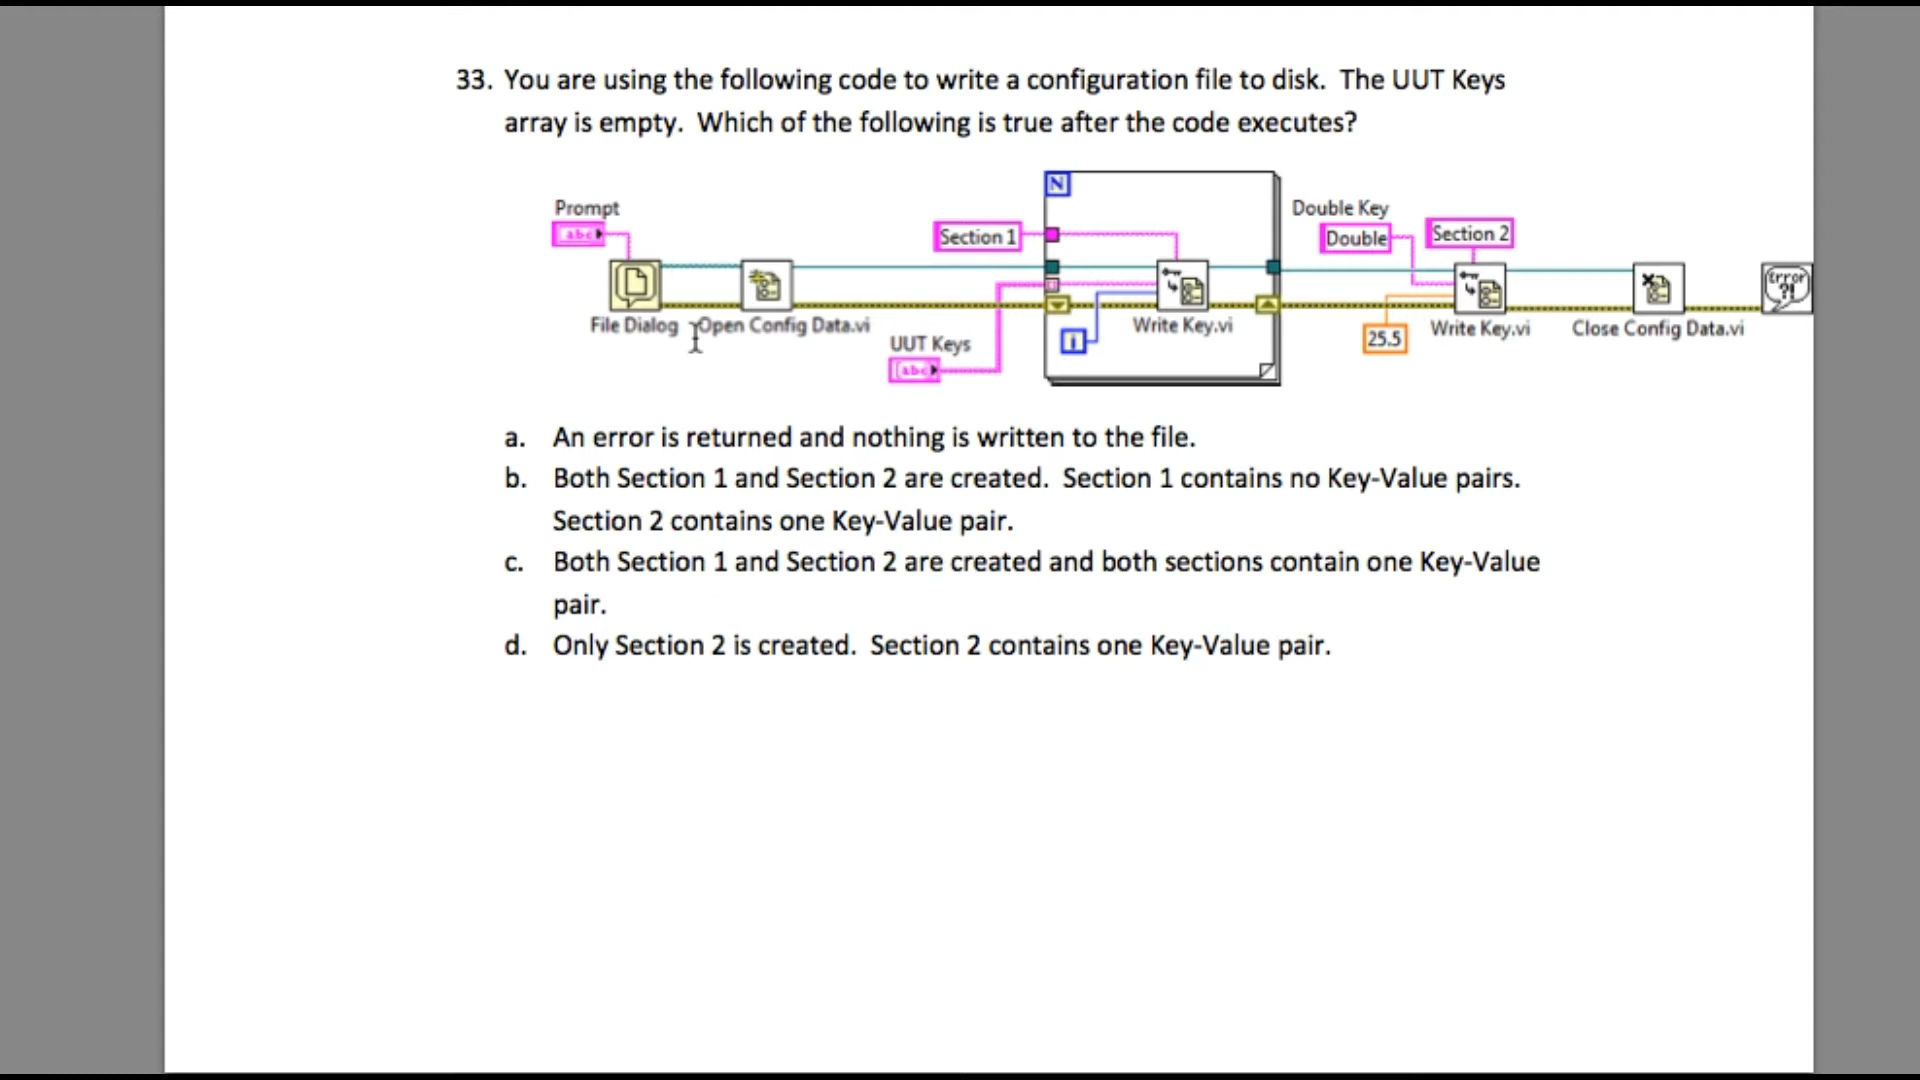 33. You are using the following code to write a configuration file to disk. The UUT Keys
array is empty. Which of the following is true after the code executes?
N
Prompt
abc
Section 1
Double Key
Double
Section 2
Error
?!
File Dialog
Open Config Data.vi
UUT Keys
abc
i
Write Key.vi
25.5
Write Key.vi
Close Config Data.vi
a. An error is returned and nothing is written to the file.
b. Both Section 1 and Section 2 are created. Section 1 contains no Key-Value pairs.
Section 2 contains one Key-Value pair.
c. Both Section 1 and Section 2 are created and both sections contain one Key-Value
pair.
d. Only Section 2 is created. Section 2 contains one Key-Value pair.